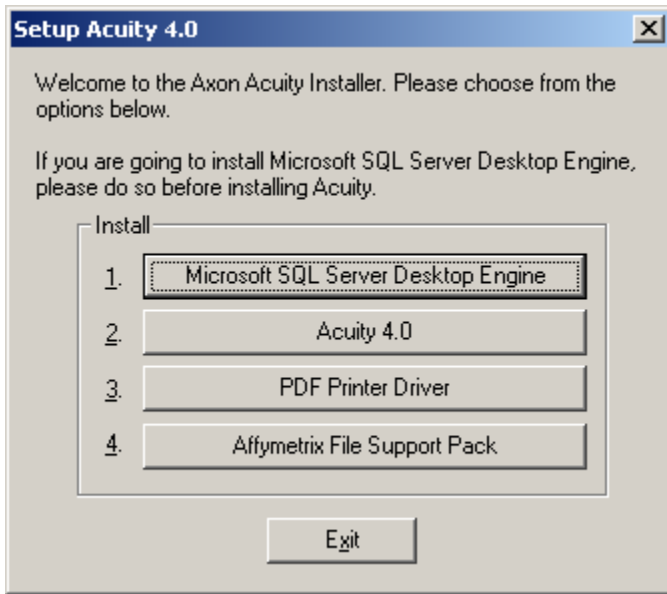 Setup Acuity 4.0
Welcome to the Axon Acuity Installer. Please choose from the
options below.
If you are going to install Microsoft SQL Server Desktop Engine,
please do so before installing Acuity.
Install
1. Microsoft SQL Server Desktop Engine
2. Acuity 4.0
3. PDF Printer Driver
4. Affymetrix File Support Pack
Exit